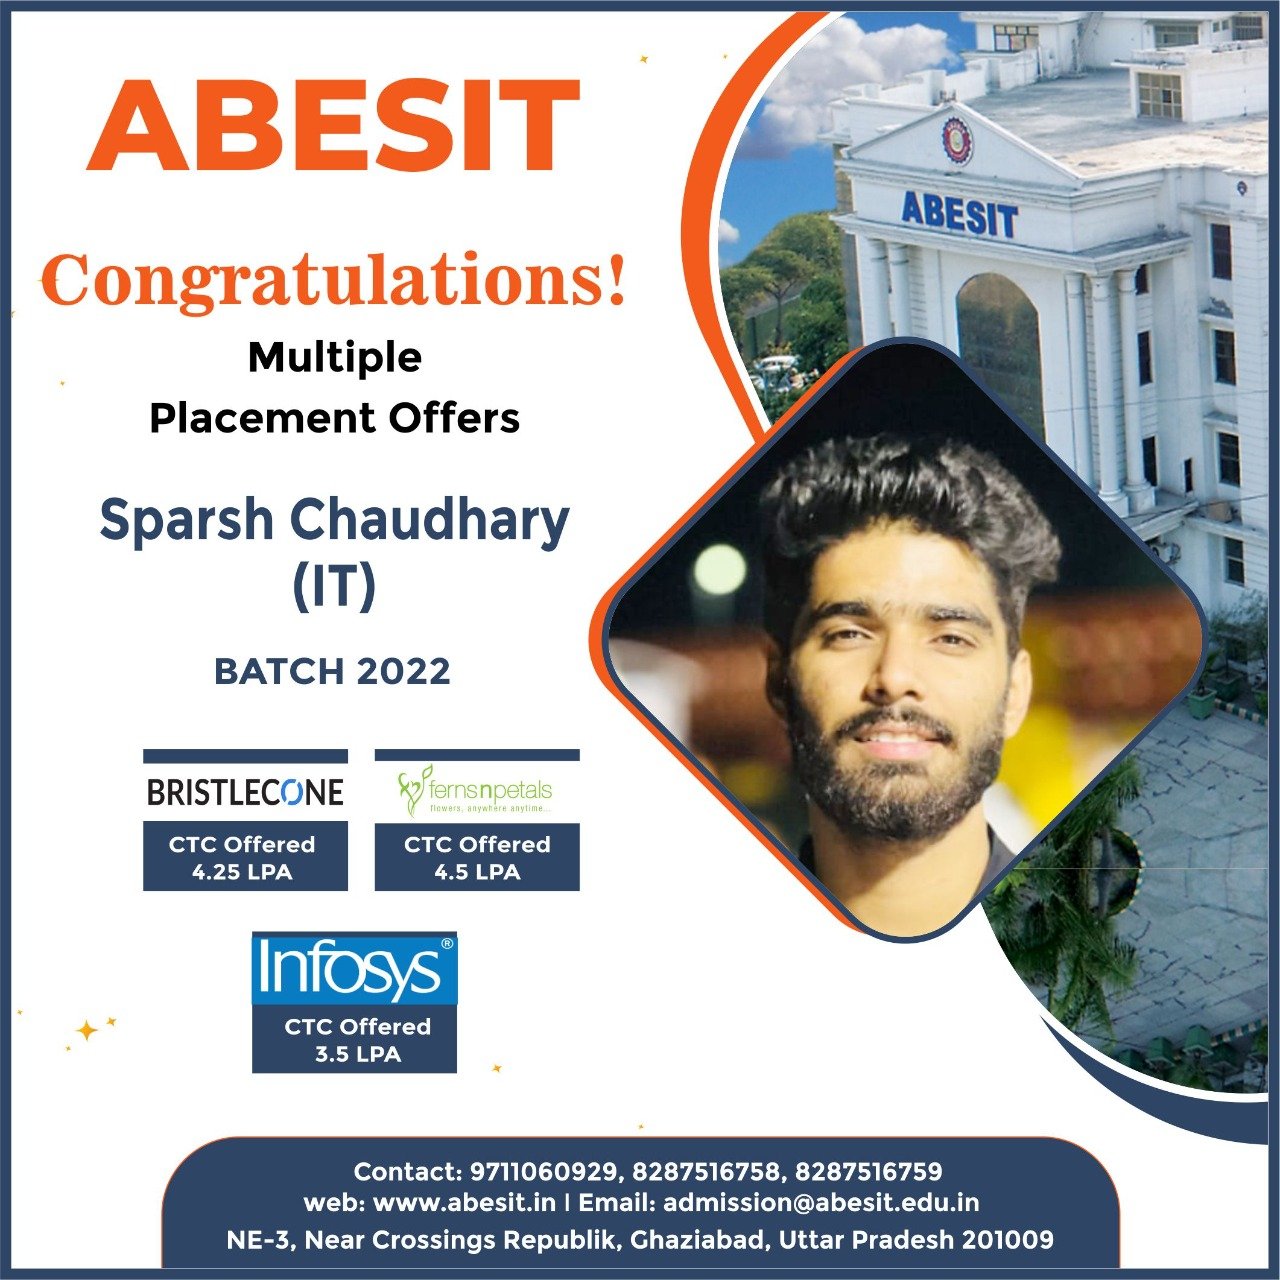 ABESIT
ABESIT
Congratulations!
Multiple
Placement Offers
Sparsh Chaudhary
(IT)
BATCH 2022
BRISTLECONE
CTC Offered
4.25 LPA
fernsnpetals
flowers, anywhere anytime...
CTC Offered
4.5 LPA
Infosys®
CTC Offered
3.5 LPA
Contact: 9711060929, 8287516758, 8287516759
web: www.abesit.in | Email: admission@abesit.edu.in
NE-3, Near Crossings Republik, Ghaziabad, Uttar Pradesh 201009